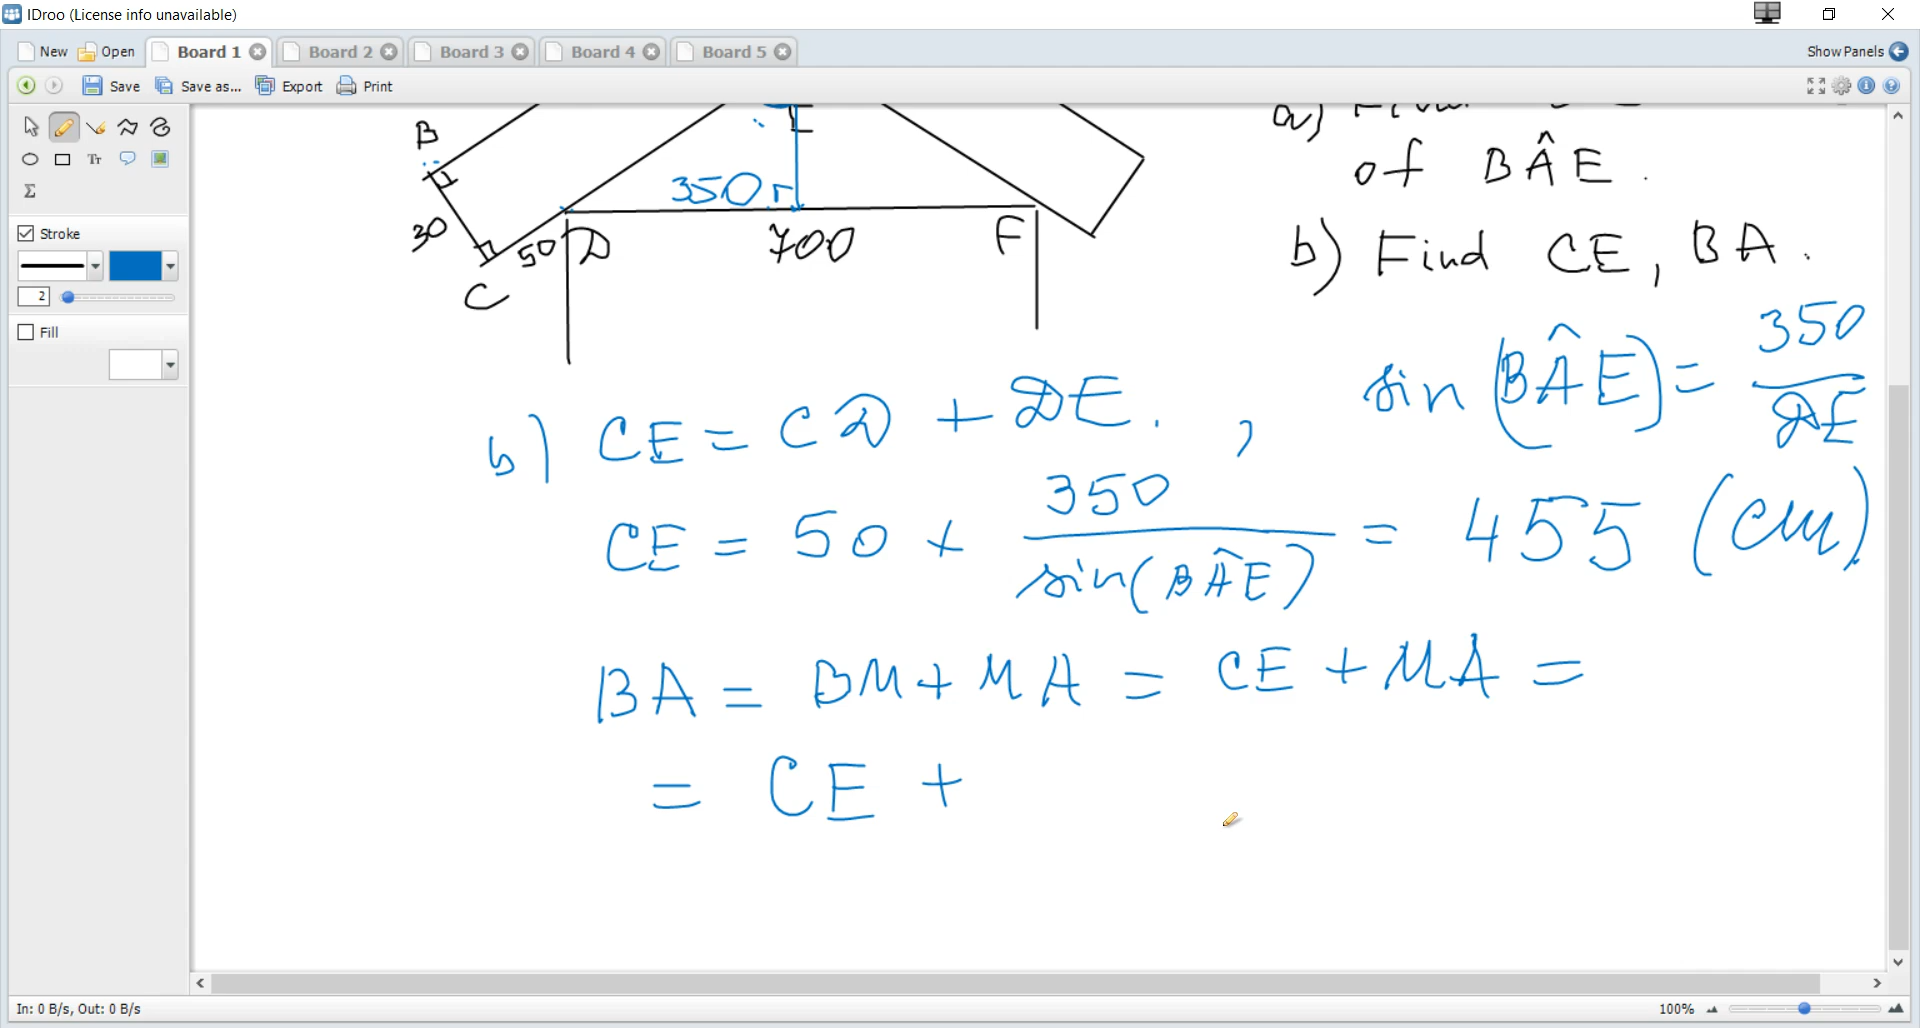 IDroo (License info unavailable)
New Open Board 1 Board 2 Board 3 Board 4 Board 5 Show Panels
Save Save as... Export Print
Tт
Σ
Stroke
2
Fill
B
30
C
50
D
350
700
F
a) Find
of BÂE.
b) Find CE, BA.
b) CE = CD + DE. , sin(BÂE) = 350/DE
CE = 50 + 350/sin(BÂE) = 455 (cm)
BA = BM + MA = CE + MA =
= CE +
In: 0 B/s, Out: 0 B/s
100%